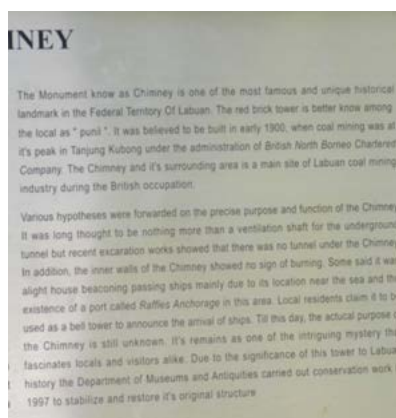 INEY
The Monument know as Chimney is one of the most famous and unique historical
landmark in the Federal Territory Of Labuan. The red brick tower is better know among
the local as " punil ". It was believed to be built in early 1900, when coal mining was at
it's peak in Tanjung Kubong under the administration of British North Borneo Chartered
Company. The Chimney and it's surrounding area is a main site of Labuan coal mining
industry during the British occupation.
Various hypotheses were forwarded on the precise purpose and function of the Chimney
It was long thought to be nothing more than a ventilation shaft for the underground
tunnel but recent excaration works showed that there was no tunnel under the Chimney
In addition, the inner walls of the Chimney showed no sign of burning. Some said it was
alight house beaconing passing ships mainly due to its location near the sea and the
existence of a port called Raffles Anchorage in this area. Local residents claim it to b
used as a bell tower to announce the arrival of ships. Till this day, the actucal purpose o
the Chimney is still unknown. It's remains as one of the intriguing mystery tha
fascinates locals and visitors alike. Due to the significance of this tower to Labua
history the Department of Museums and Antiquities carried out conservation work
1997 to stabilize and restore it's original structure